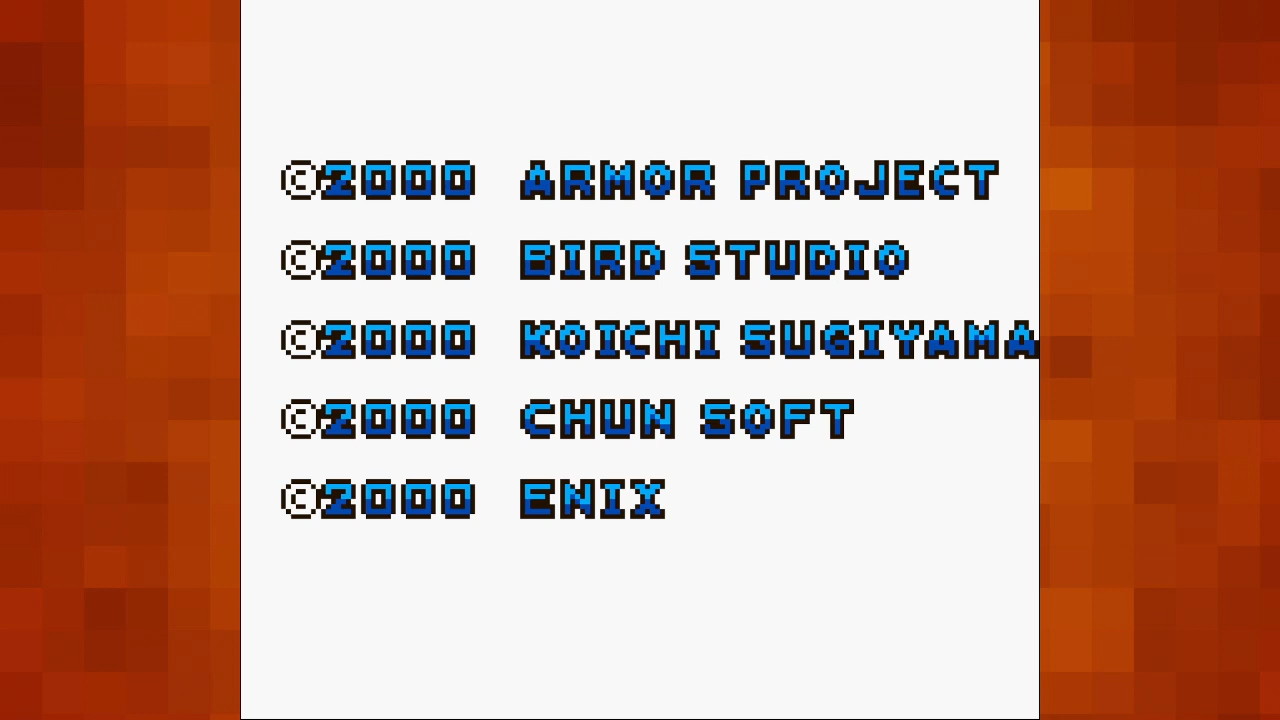 ©2000 ARMOR PROJECT
©2000 BIRD STUDIO
©2000 KOICHI SUGIYAMA
©2000 CHUN SOFT
©2000 ENIX